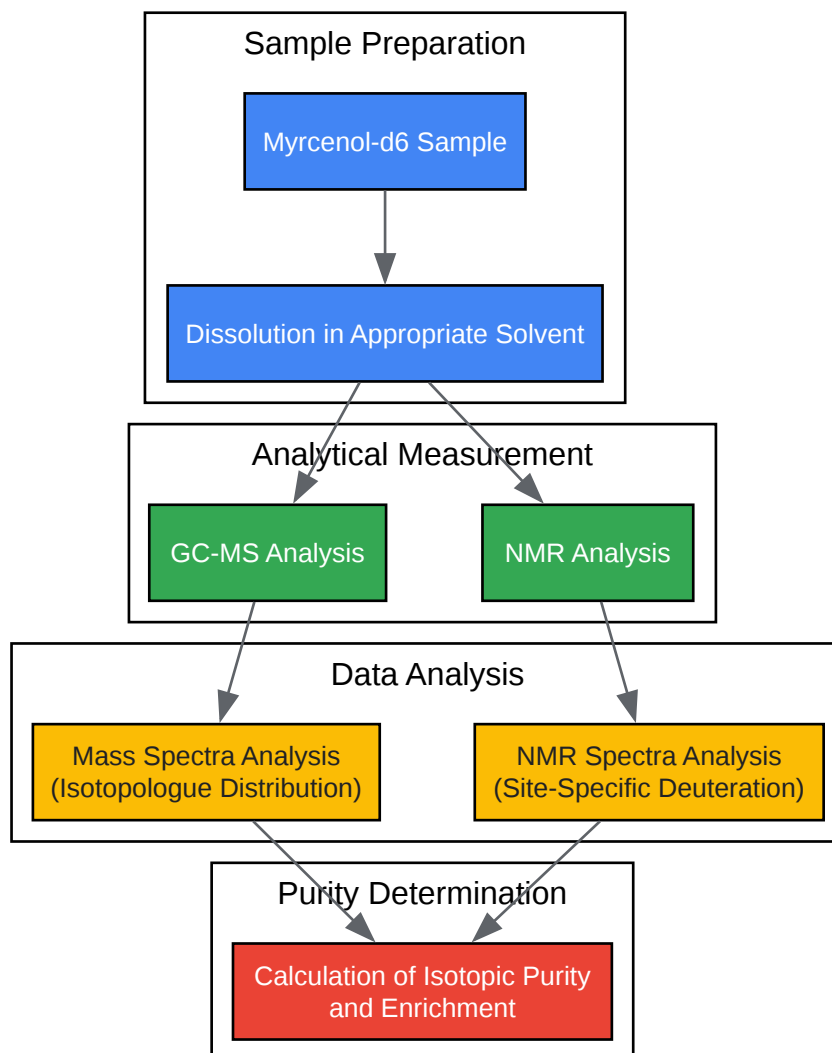 Sample Preparation
Myrcenol-d6 Sample
Dissolution in Appropriate Solvent
Analytical Measurement
GC-MS Analysis
NMR Analysis
Data Analysis
Mass Spectra Analysis
(Isotopologue Distribution)
NMR Spectra Analysis
(Site-Specific Deuteration)
Purity Determination
Calculation of Isotopic Purity
and Enrichment